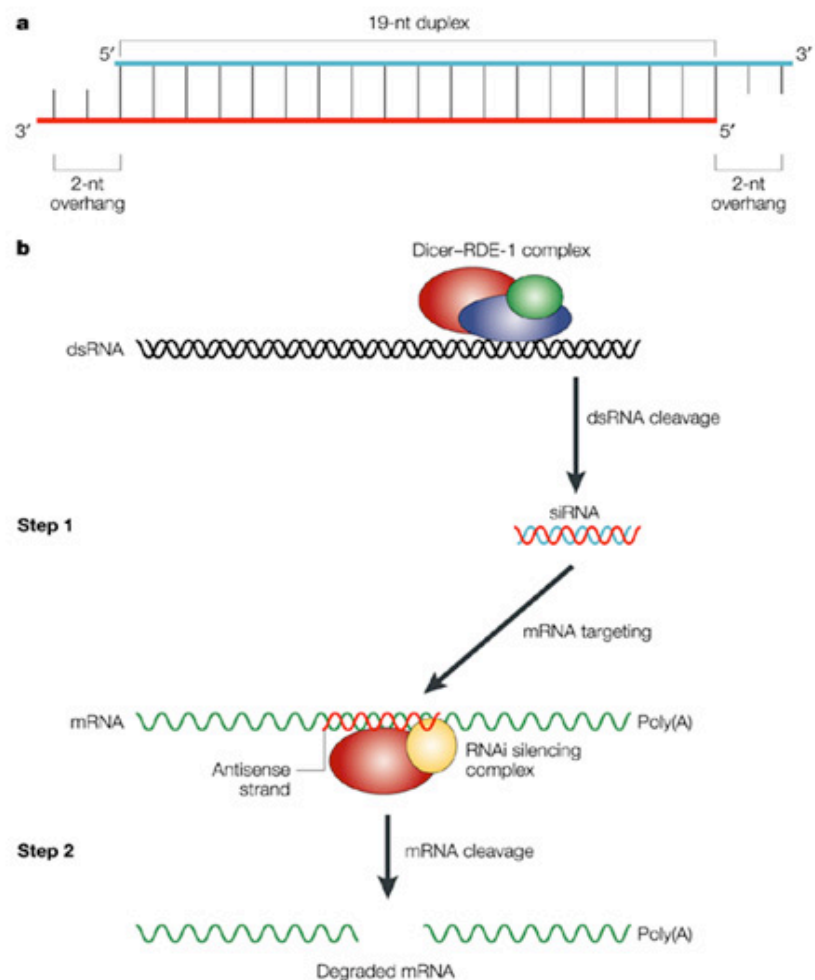 a
19-nt duplex
5′ 3′
3′ 5′
2-nt
overhang
2-nt
overhang
b
Dicer–RDE-1 complex
dsRNA
dsRNA cleavage
Step 1
siRNA
mRNA targeting
mRNA
Poly(A)
Antisense
strand
RNAi silencing
complex
Step 2
mRNA cleavage
Poly(A)
Degraded mRNA